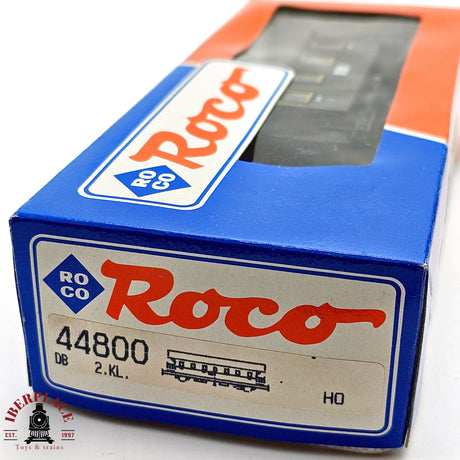 Roco
RO
CO
RO
CO
Roco
44800
DB 2.KL.
HO
IBERPLACE
EST. 1997
Toys & trains